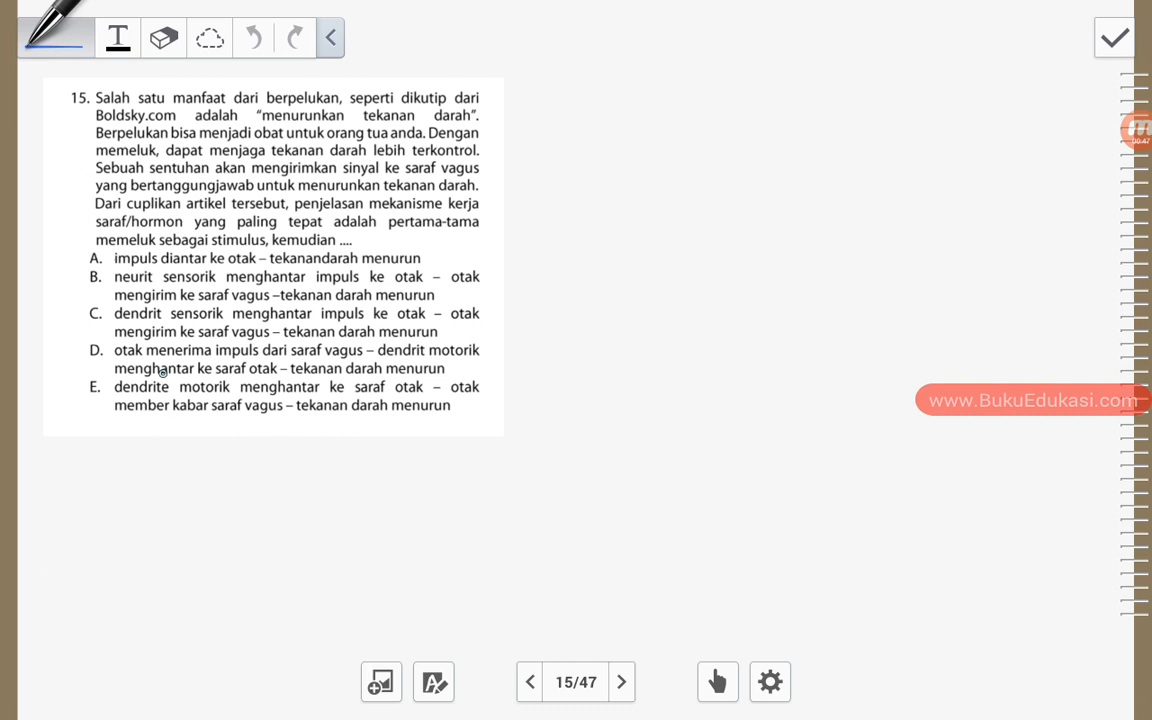 T
15. Salah satu manfaat dari berpelukan, seperti dikutip dari
Boldsky.com adalah “menurunkan tekanan darah”.
Berpelukan bisa menjadi obat untuk orang tua anda. Dengan
memeluk, dapat menjaga tekanan darah lebih terkontrol.
Sebuah sentuhan akan mengirimkan sinyal ke saraf vagus
yang bertanggungjawab untuk menurunkan tekanan darah.
Dari cuplikan artikel tersebut, penjelasan mekanisme kerja
saraf/hormon yang paling tepat adalah pertama-tama
memeluk sebagai stimulus, kemudian ....
A. impuls diantar ke otak – tekanandarah menurun
B. neurit sensorik menghantar impuls ke otak – otak
mengirim ke saraf vagus –tekanan darah menurun
C. dendrit sensorik menghantar impuls ke otak – otak
mengirim ke saraf vagus – tekanan darah menurun
D. otak menerima impuls dari saraf vagus – dendrit motorik
menghantar ke saraf otak – tekanan darah menurun
E. dendrite motorik menghantar ke saraf otak – otak
member kabar saraf vagus – tekanan darah menurun
00:47
www.BukuEdukasi.com
A
15/47